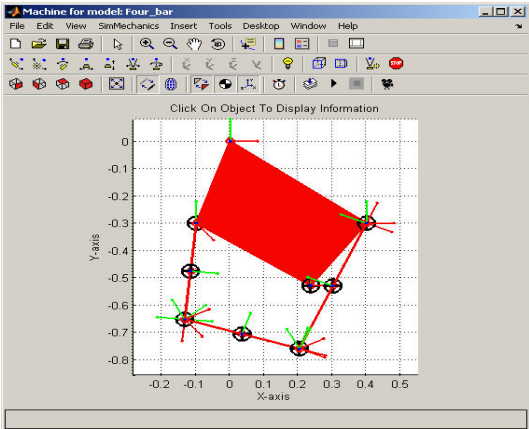 Machine for model: Four_bar
File Edit View SimMechanics Insert Tools Desktop Window Help
STOP
Click On Object To Display Information
0
-0.1
-0.2
-0.3
-0.4
-0.5
-0.6
-0.7
-0.8
Y-axis
-0.2 -0.1 0 0.1 0.2 0.3 0.4 0.5
X-axis